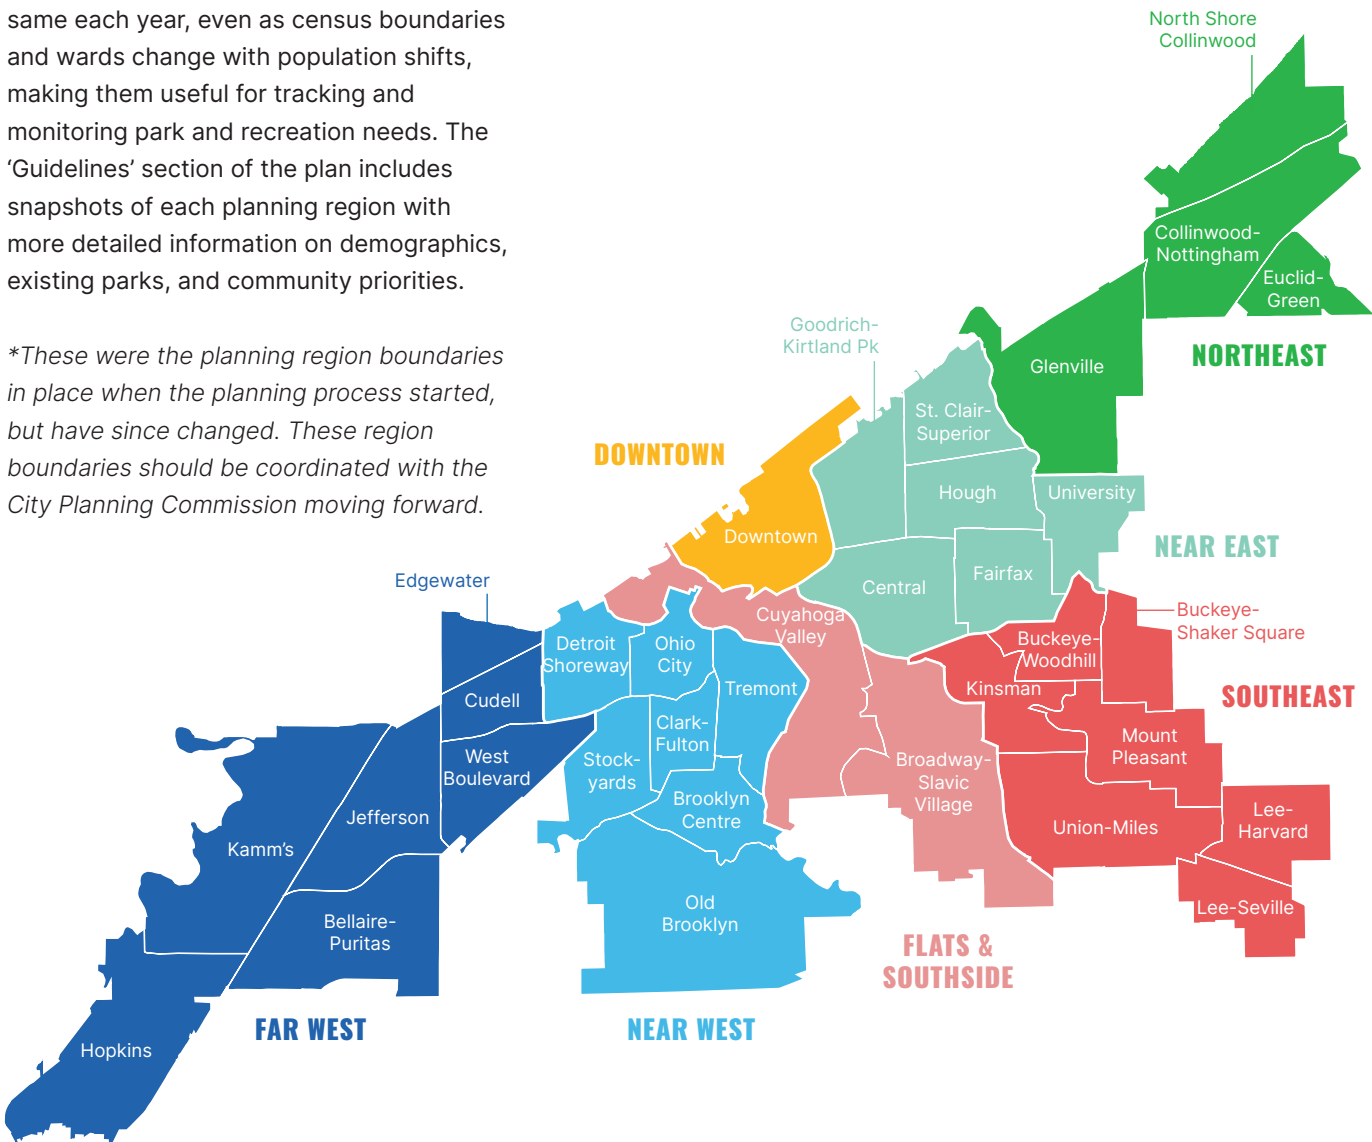 same each year, even as census boundaries
and wards change with population shifts,
making them useful for tracking and
monitoring park and recreation needs. The
‘Guidelines’ section of the plan includes
snapshots of each planning region with
more detailed information on demographics,
existing parks, and community priorities.
*These were the planning region boundaries
in place when the planning process started,
but have since changed. These region
boundaries should be coordinated with the
City Planning Commission moving forward.
North Shore
Collinwood
Collinwood-
Nottingham
Euclid-
Green
NORTHEAST
Glenville
Goodrich-
Kirtland Pk
St. Clair-
Superior
Hough
University
NEAR EAST
Central
Fairfax
DOWNTOWN
Downtown
Cuyahoga
Valley
Broadway-
Slavic
Village
FLATS &
SOUTHSIDE
Buckeye-
Shaker Square
Buckeye-
Woodhill
Kinsman
SOUTHEAST
Mount
Pleasant
Union-Miles
Lee-
Harvard
Lee-Seville
Detroit
Shoreway
Ohio
City
Tremont
Clark-
Fulton
Stock-
yards
Brooklyn
Centre
Old
Brooklyn
NEAR WEST
Edgewater
Cudell
West
Boulevard
Jefferson
Kamm’s
Bellaire-
Puritas
Hopkins
FAR WEST